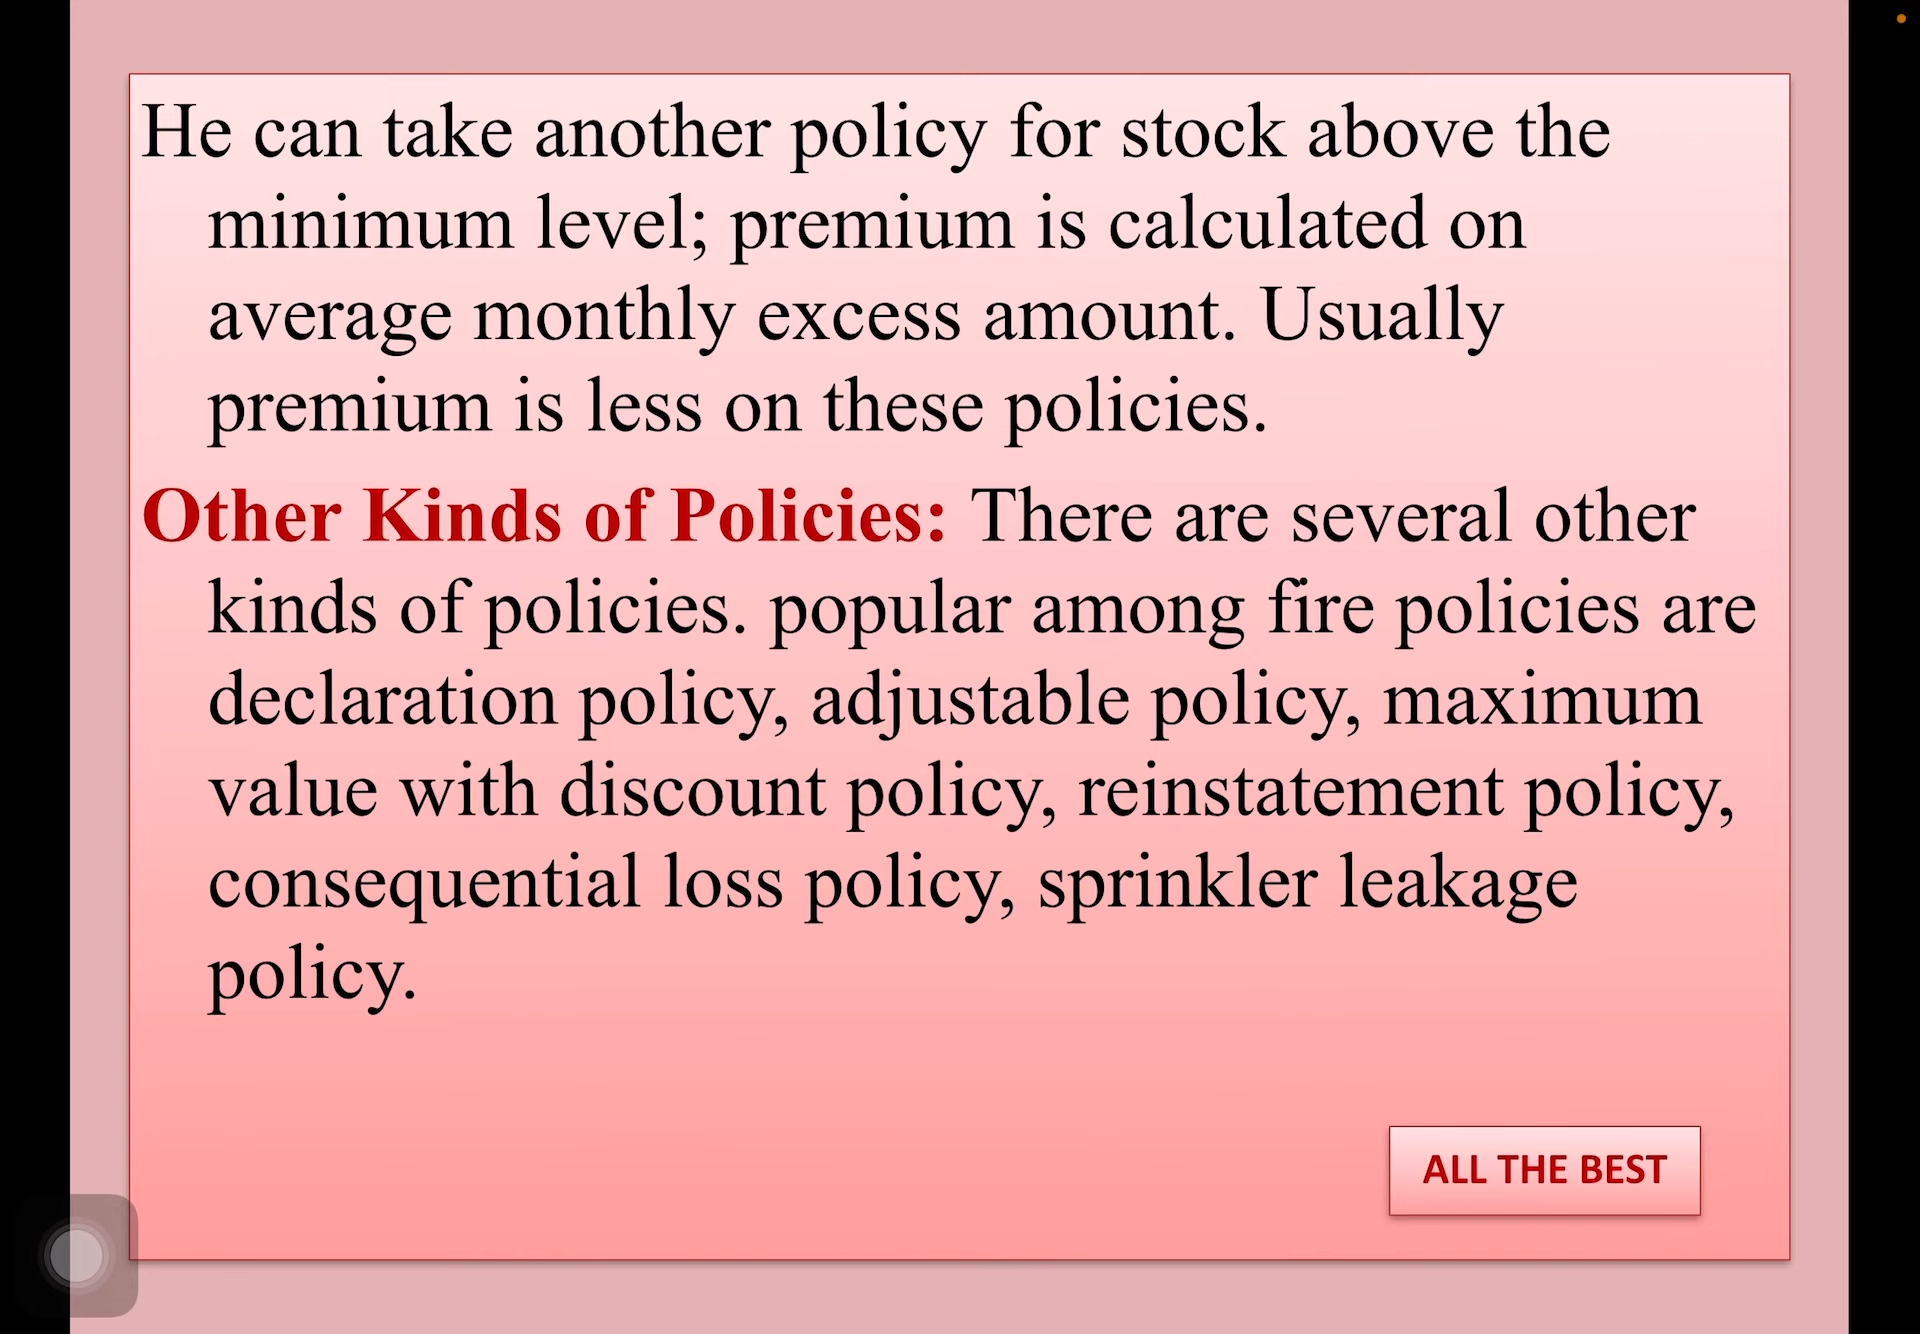 He can take another policy for stock above the
minimum level; premium is calculated on
average monthly excess amount. Usually
premium is less on these policies.
Other Kinds of Policies: There are several other
kinds of policies. popular among fire policies are
declaration policy, adjustable policy, maximum
value with discount policy, reinstatement policy,
consequential loss policy, sprinkler leakage
policy.
ALL THE BEST